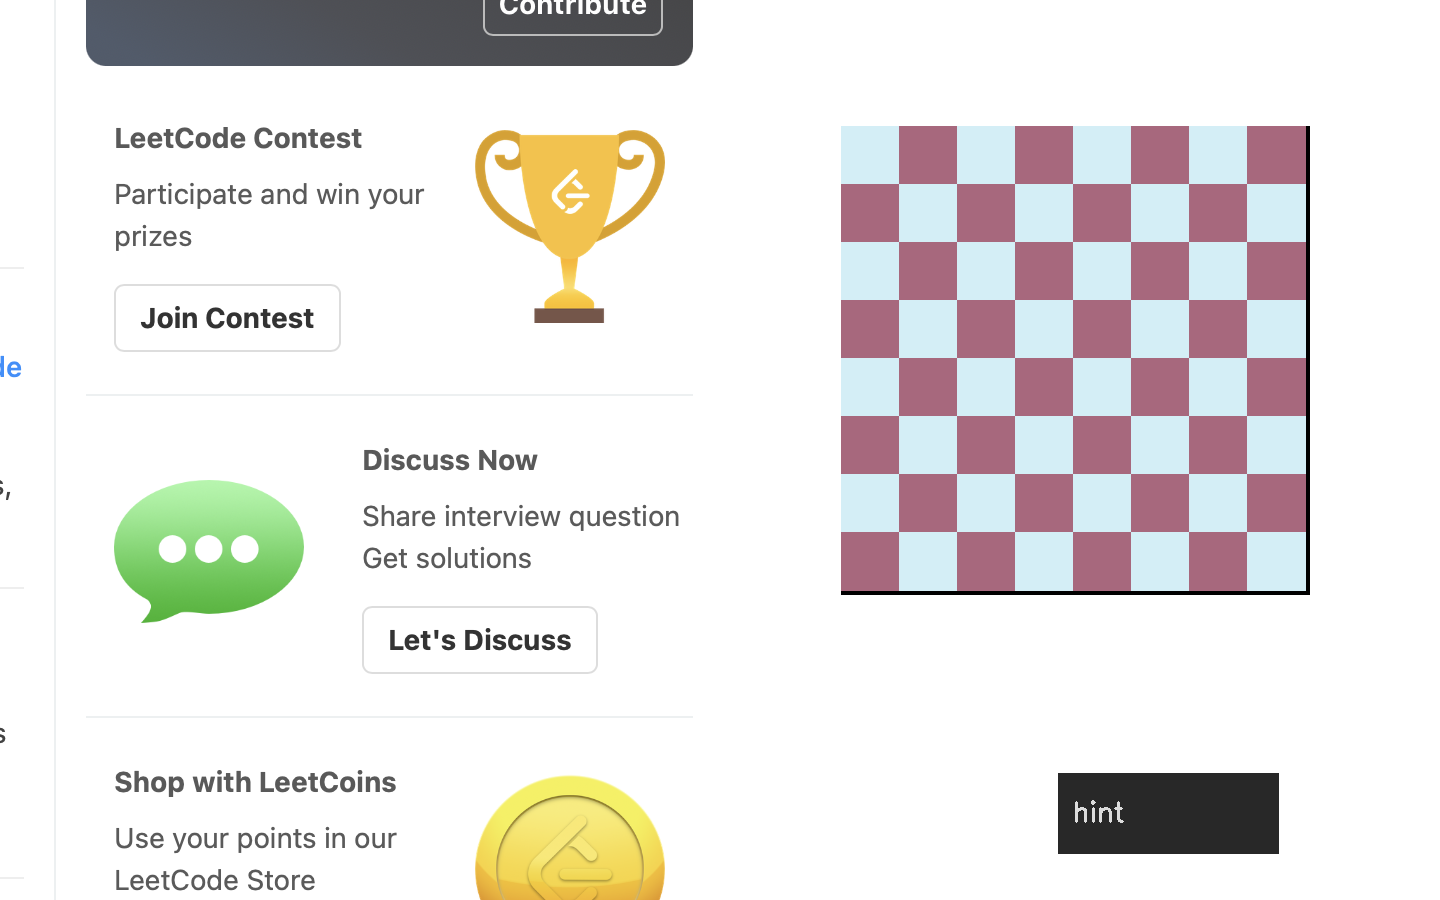 Contribute
LeetCode Contest
Participate and win your
prizes
Join Contest
de
Discuss Now
s,
Share interview question
Get solutions
Let's Discuss
s
Shop with LeetCoins
Use your points in our
LeetCode Store
hint